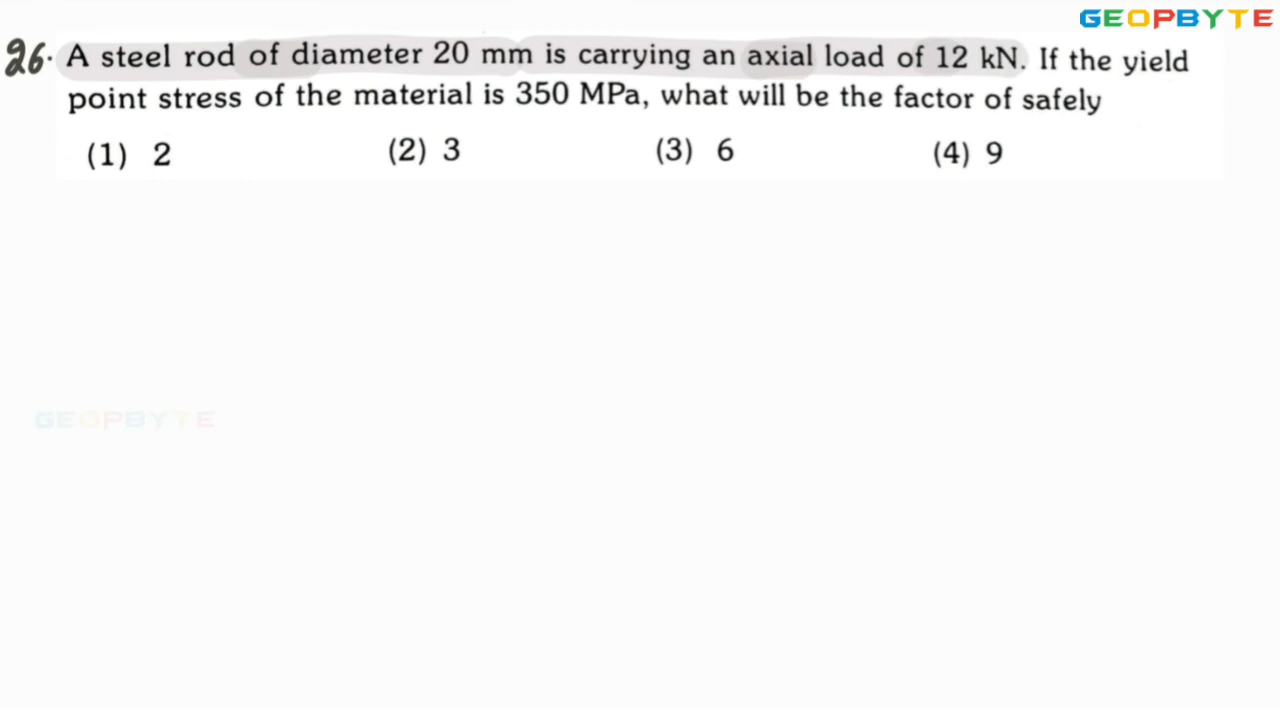 GEOPBYTE
26. A steel rod of diameter 20 mm is carrying an axial load of 12 kN. If the yield
point stress of the material is 350 MPa, what will be the factor of safely
(1) 2 (2) 3 (3) 6 (4) 9
GEOPBYTE